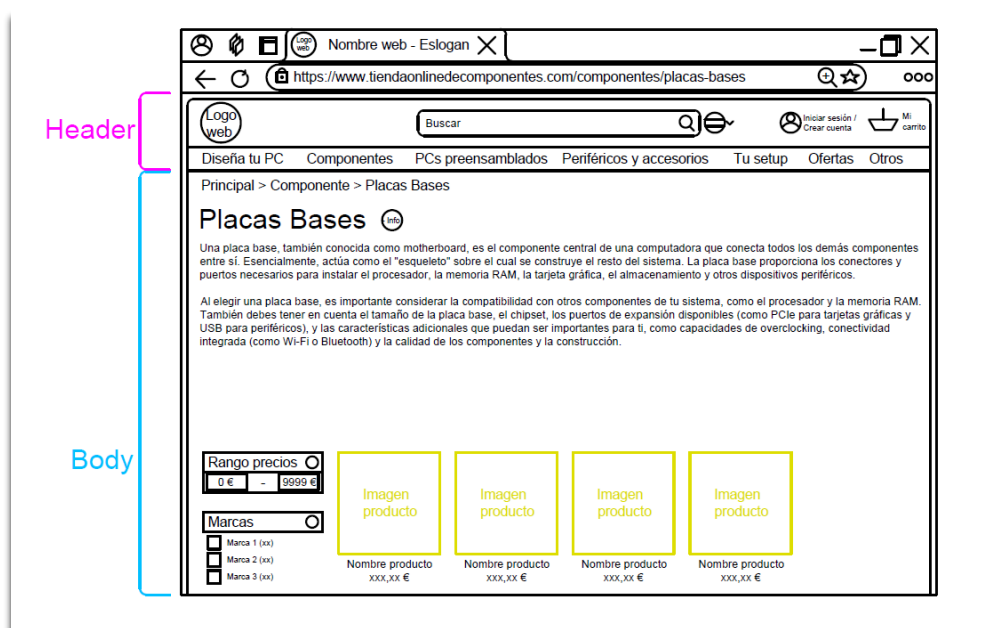 Logo web
Nombre web - Eslogan
https://www.tiendaonlinedecomponentes.com/componentes/placas-bases
Header
Logo web
Buscar
Iniciar sesión / Crear cuenta
Mi carrito
Diseña tu PC Componentes PCs preensamblados Periféricos y accesorios Tu setup Ofertas Otros
Principal > Componente > Placas Bases
Placas Bases Info
Una placa base, también conocida como motherboard, es el componente central de una computadora que conecta todos los demás componentes
entre sí. Esencialmente, actúa como el "esqueleto" sobre el cual se construye el resto del sistema. La placa base proporciona los conectores y
puertos necesarios para instalar el procesador, la memoria RAM, la tarjeta gráfica, el almacenamiento y otros dispositivos periféricos.
Al elegir una placa base, es importante considerar la compatibilidad con otros componentes de tu sistema, como el procesador y la memoria RAM.
También debes tener en cuenta el tamaño de la placa base, el chipset, los puertos de expansión disponibles (como PCIe para tarjetas gráficas y
USB para periféricos), y las características adicionales que puedan ser importantes para ti, como capacidades de overclocking, conectividad
integrada (como Wi-Fi o Bluetooth) y la calidad de los componentes y la construcción.
Body
Rango precios
0 € - 9999 €
Marcas
Marca 1 (xx)
Marca 2 (xx)
Marca 3 (xx)
Imagen producto
Imagen producto
Imagen producto
Imagen producto
Nombre producto Nombre producto Nombre producto Nombre producto
xxx,xx € xxx,xx € xxx,xx € xxx,xx €